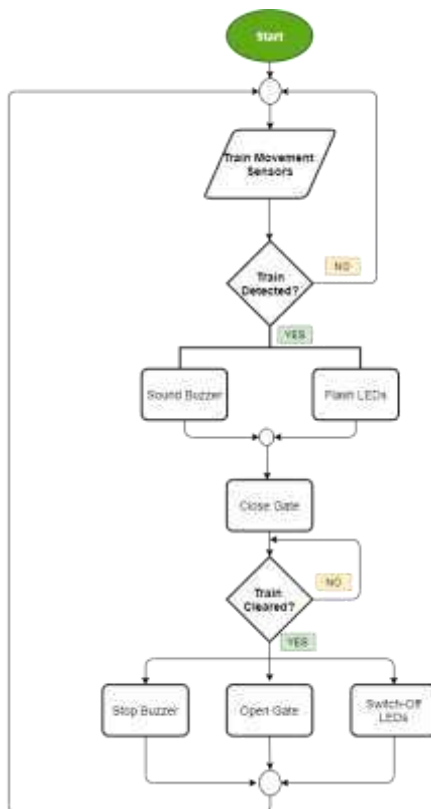 Start
Train Movement
Sensors
Train
Detected?
NO
YES
Sound Buzzer
Flash LEDs
Close Gate
Train
Cleared?
NO
YES
Stop Buzzer
Open Gate
Switch-Off
LEDs